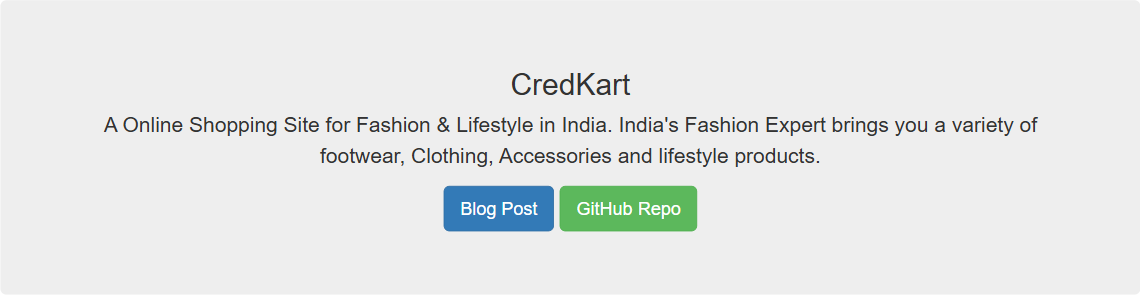 CredKart
A Online Shopping Site for Fashion & Lifestyle in India. India's Fashion Expert brings you a variety of
footwear, Clothing, Accessories and lifestyle products.
Blog Post GitHub Repo